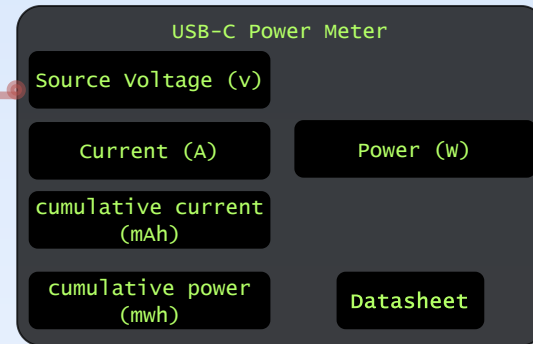 USB-C Power Meter
Source Voltage (v)
Current (A)
Power (W)
cumulative current
(mAh)
cumulative power
(mwh)
Datasheet